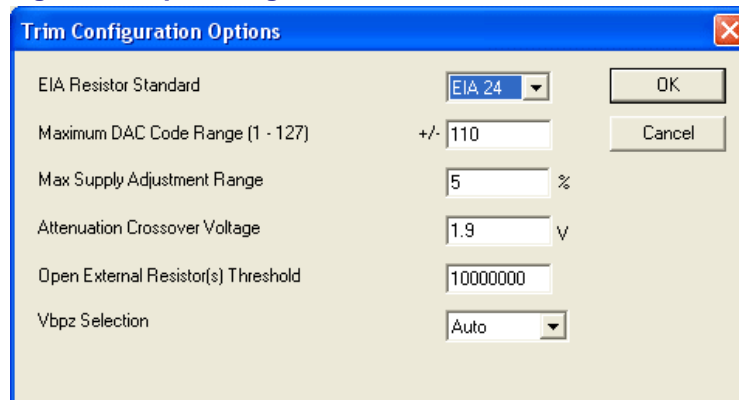 Trim Configuration Options
EIA Resistor Standard EIA 24 OK
Maximum DAC Code Range (1 - 127) +/- 110 Cancel
Max Supply Adjustment Range 5 %
Attenuation Crossover Voltage 1.9 V
Open External Resistor(s) Threshold 10000000
Vbpz Selection Auto